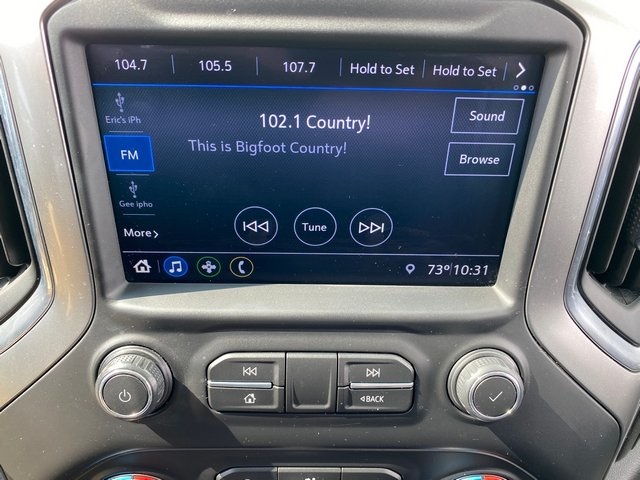 104.7 105.5 107.7 Hold to Set Hold to Set
Eric's iPh
102.1 Country!
Sound
FM
This is Bigfoot Country!
Browse
Gee ipho
Tune
More
73° 10:31
BACK